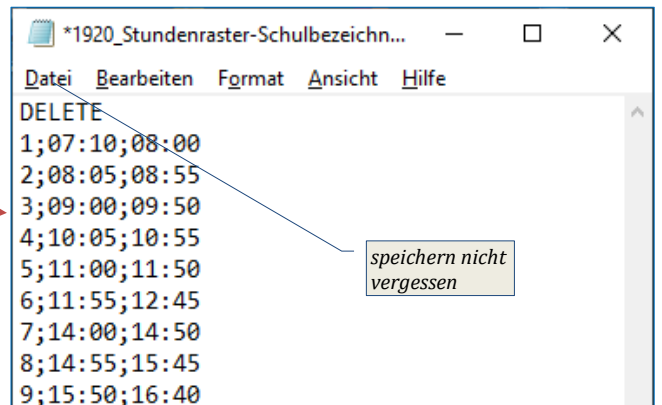 *1920_Stundenraster-Schulbezeichn...
Datei Bearbeiten Format Ansicht Hilfe
DELETE
1;07:10;08:00
2;08:05;08:55
3;09:00;09:50
4;10:05;10:55
5;11:00;11:50
6;11:55;12:45
7;14:00;14:50
8;14:55;15:45
9;15:50;16:40
speichern nicht
vergessen